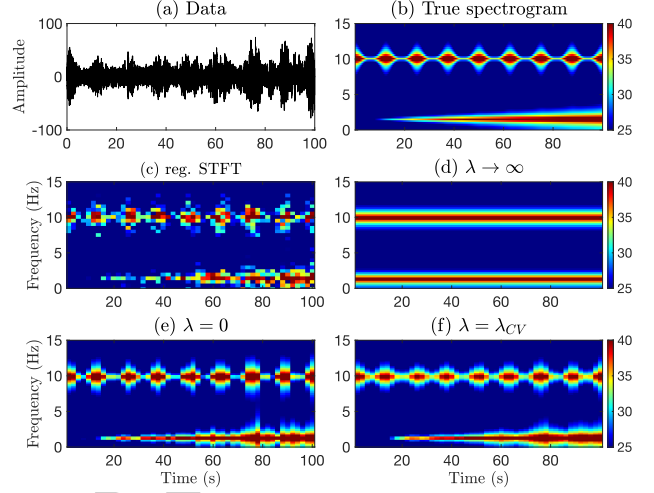 (a) Data
(b) True spectrogram
Amplitude
100
0
-100
0 20 40 60 80 100
15
10
5
0
20 40 60 80
40
35
30
25
(c) reg. STFT
(d) λ → ∞
Frequency (Hz)
15
10
5
0
20 40 60 80 100
15
10
5
0
20 40 60 80
40
35
30
25
(e) λ = 0
(f) λ = λCV
Frequency (Hz)
15
10
5
0
20 40 60 80 100
Time (s)
15
10
5
0
20 40 60 80
Time (s)
40
35
30
25